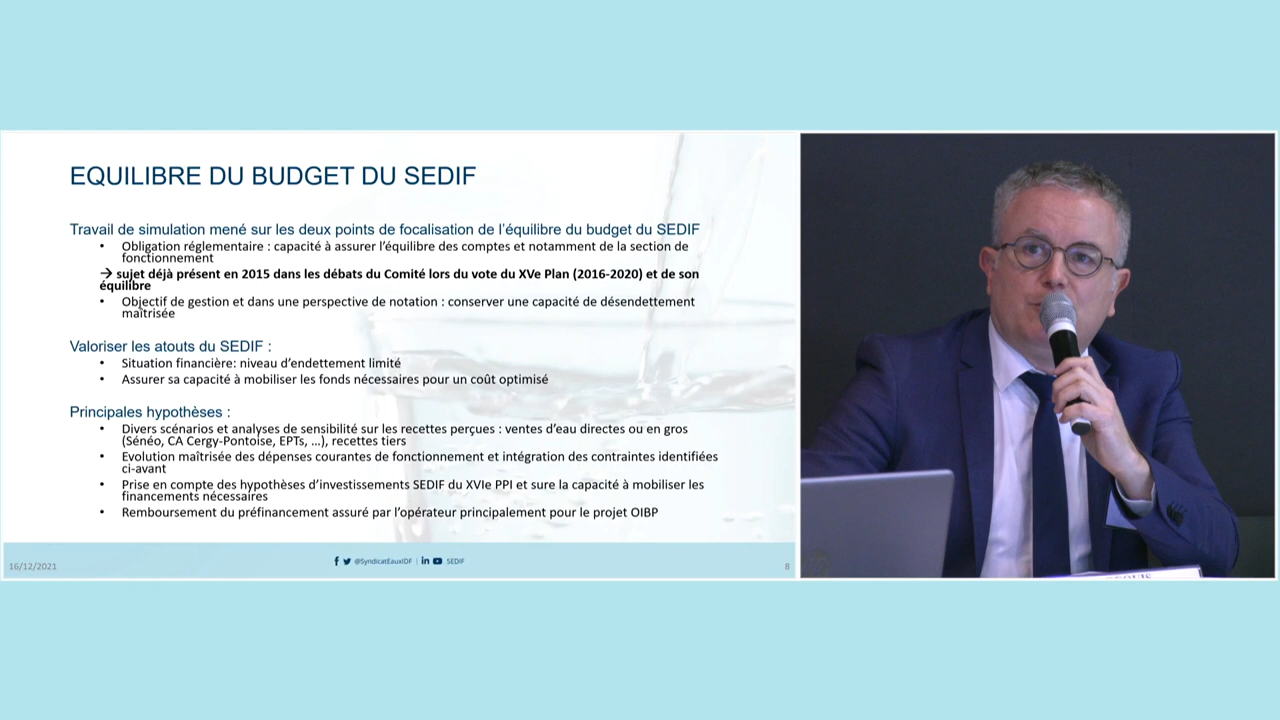 EQUILIBRE DU BUDGET DU SEDIF
Travail de simulation mené sur les deux points de focalisation de l'équilibre du budget du SEDIF
• Obligation réglementaire : capacité à assurer l'équilibre des comptes et notamment de la section de
fonctionnement
→ sujet déjà présent en 2015 dans les débats du Comité lors du vote du XVe Plan (2016-2020) et de son
équilibre
• Objectif de gestion et dans une perspective de notation : conserver une capacité de désendettement
maîtrisée
Valoriser les atouts du SEDIF :
• Situation financière: niveau d'endettement limité
• Assurer sa capacité à mobiliser les fonds nécessaires pour un coût optimisé
Principales hypothèses :
• Divers scénarios et analyses de sensibilité sur les recettes perçues : ventes d'eau directes ou en gros
(Sénéo, CA Cergy-Pontoise, EPTs, ...), recettes tiers
• Evolution maîtrisée des dépenses courantes de fonctionnement et intégration des contraintes identifiées
ci-avant
• Prise en compte des hypothèses d'investissements SEDIF du XVIe PPI et sure la capacité à mobiliser les
financements nécessaires
• Remboursement du préfinancement assuré par l'opérateur principalement pour le projet OIBP
16/12/2021
@SyndicatEauxIDF | SEDIF
8